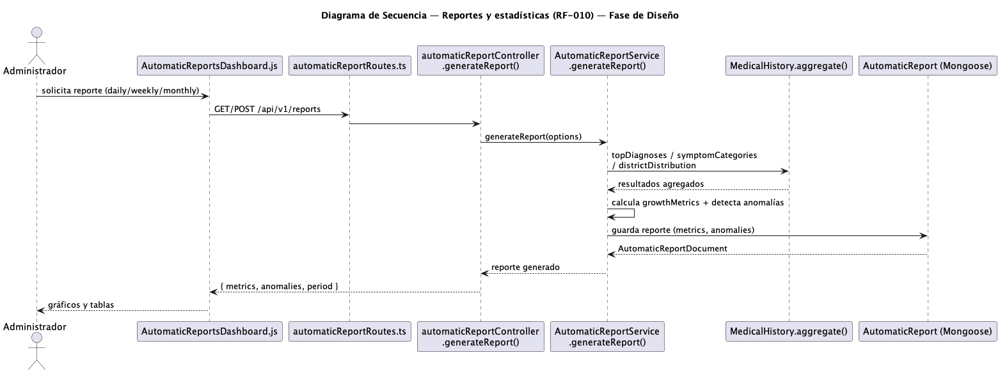 Diagrama de Secuencia — Reportes y estadísticas (RF-010) — Fase de Diseño
Administrador
AutomaticReportsDashboard.js
automaticReportRoutes.ts
automaticReportController
.generateReport()
AutomaticReportService
.generateReport()
MedicalHistory.aggregate()
AutomaticReport (Mongoose)
solicita reporte (daily/weekly/monthly)
GET/POST /api/v1/reports
generateReport(options)
topDiagnoses / symptomCategories
/ districtDistribution
resultados agregados
calcula growthMetrics + detecta anomalías
guarda reporte (metrics, anomalies)
AutomaticReportDocument
reporte generado
{ metrics, anomalies, period }
gráficos y tablas
Administrador
AutomaticReportsDashboard.js
automaticReportRoutes.ts
automaticReportController
.generateReport()
AutomaticReportService
.generateReport()
MedicalHistory.aggregate()
AutomaticReport (Mongoose)